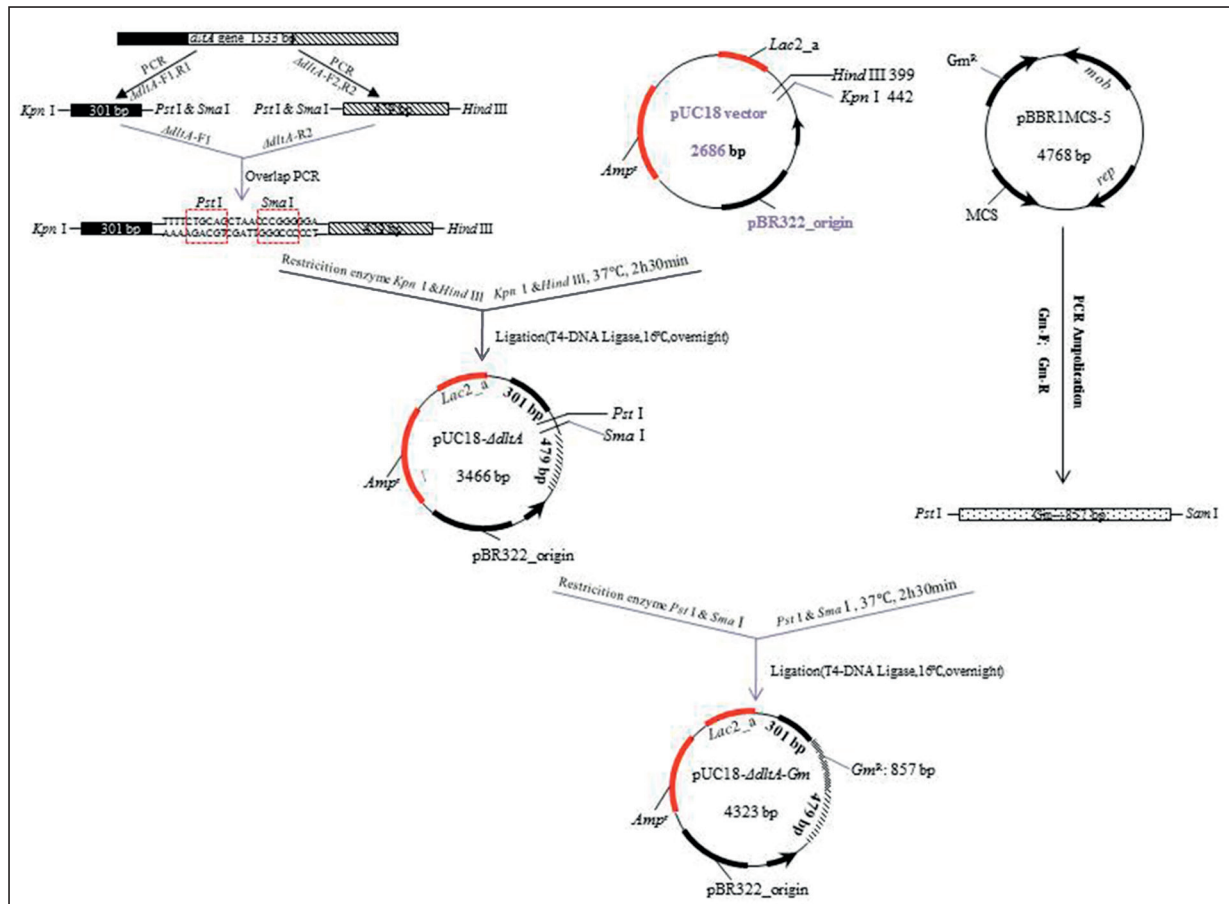 dltA gene 1533 bp
PCR
ΔdltA-F1,R1
PCR
ΔdltA-F2,R2
Kpn I
301 bp
Pst I & Sma I
Pst I & Sma I
Hind III
ΔdltA-F1
ΔdltA-R2
Overlap PCR
Pst I
Sma I
Kpn I
301 bp
TTTTCTGCAGCTAACCCGGGGGA
AAAAGACGTCGATTGGGCCCCCT
Hind III
Lac2_a
Hind III 399
Kpn I 442
pUC18 vector
2686 bp
Ampʳ
pBR322_origin
Gmᴿ
mob
pBBR1MCS-5
4768 bp
rep
MCS
Restricition enzyme Kpn I &Hind III
Kpn I &Hind III, 37°C, 2h30min
Ligation(T4-DNA Ligase,16°C,overnight)
PCR Ampolication
Gm-F; Gm-R
Lac2_a
301 bp
Pst I
Sma I
pUC18-ΔdltA
3466 bp
479 bp
Ampʳ
pBR322_origin
Pst I
Gm 857 bp
Sam I
Restricition enzyme Pst I & Sma I
Pst I & Sma I , 37°C, 2h30min
Ligation(T4-DNA Ligase,16°C,overnight)
Lac2_a
301 bp
Gmᴿ: 857 bp
pUC18-ΔdltA-Gm
4323 bp
479 bp
Ampʳ
pBR322_origin